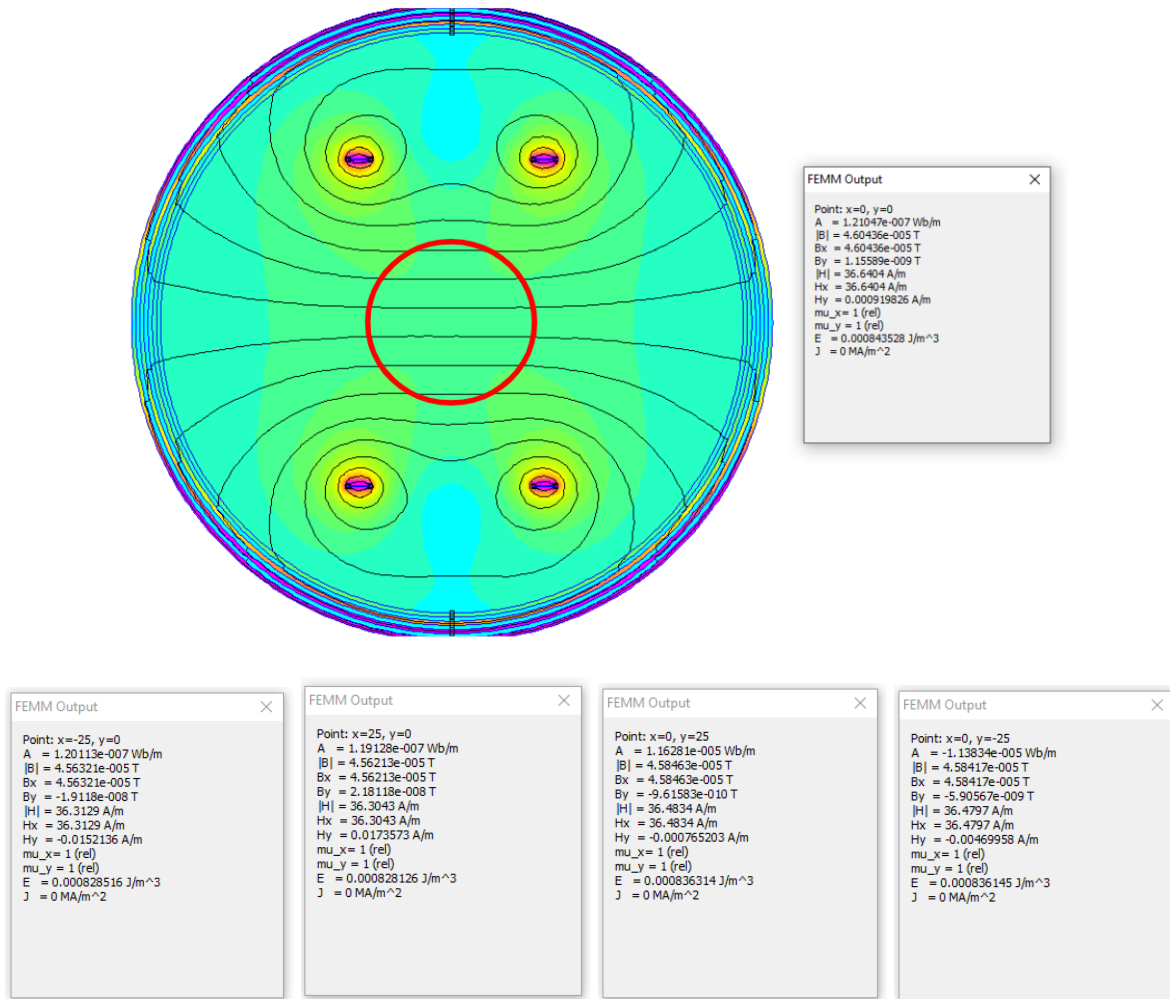 FEMM Output
Point: x=0, y=0
A = 1.21047e-007 Wb/m
|B| = 4.60436e-005 T
Bx = 4.60436e-005 T
By = 1.15589e-009 T
|H| = 36.6404 A/m
Hx = 36.6404 A/m
Hy = 0.000919826 A/m
mu_x= 1 (rel)
mu_y = 1 (rel)
E = 0.000843528 J/m^3
J = 0 MA/m^2
FEMM Output
Point: x=-25, y=0
A = 1.20113e-007 Wb/m
|B| = 4.56321e-005 T
Bx = 4.56321e-005 T
By = -1.9118e-008 T
|H| = 36.3129 A/m
Hx = 36.3129 A/m
Hy = -0.0152136 A/m
mu_x= 1 (rel)
mu_y = 1 (rel)
E = 0.000828516 J/m^3
J = 0 MA/m^2
FEMM Output
Point: x=25, y=0
A = 1.19128e-007 Wb/m
|B| = 4.56213e-005 T
Bx = 4.56213e-005 T
By = 2.18118e-008 T
|H| = 36.3043 A/m
Hx = 36.3043 A/m
Hy = 0.0173573 A/m
mu_x= 1 (rel)
mu_y = 1 (rel)
E = 0.000828126 J/m^3
J = 0 MA/m^2
FEMM Output
Point: x=0, y=25
A = 1.16281e-005 Wb/m
|B| = 4.58463e-005 T
Bx = 4.58463e-005 T
By = -9.61583e-010 T
|H| = 36.4834 A/m
Hx = 36.4834 A/m
Hy = -0.000765203 A/m
mu_x= 1 (rel)
mu_y = 1 (rel)
E = 0.000836314 J/m^3
J = 0 MA/m^2
FEMM Output
Point: x=0, y=-25
A = -1.13834e-005 Wb/m
|B| = 4.58417e-005 T
Bx = 4.58417e-005 T
By = -5.90567e-009 T
|H| = 36.4797 A/m
Hx = 36.4797 A/m
Hy = -0.00469958 A/m
mu_x= 1 (rel)
mu_y = 1 (rel)
E = 0.000836145 J/m^3
J = 0 MA/m^2